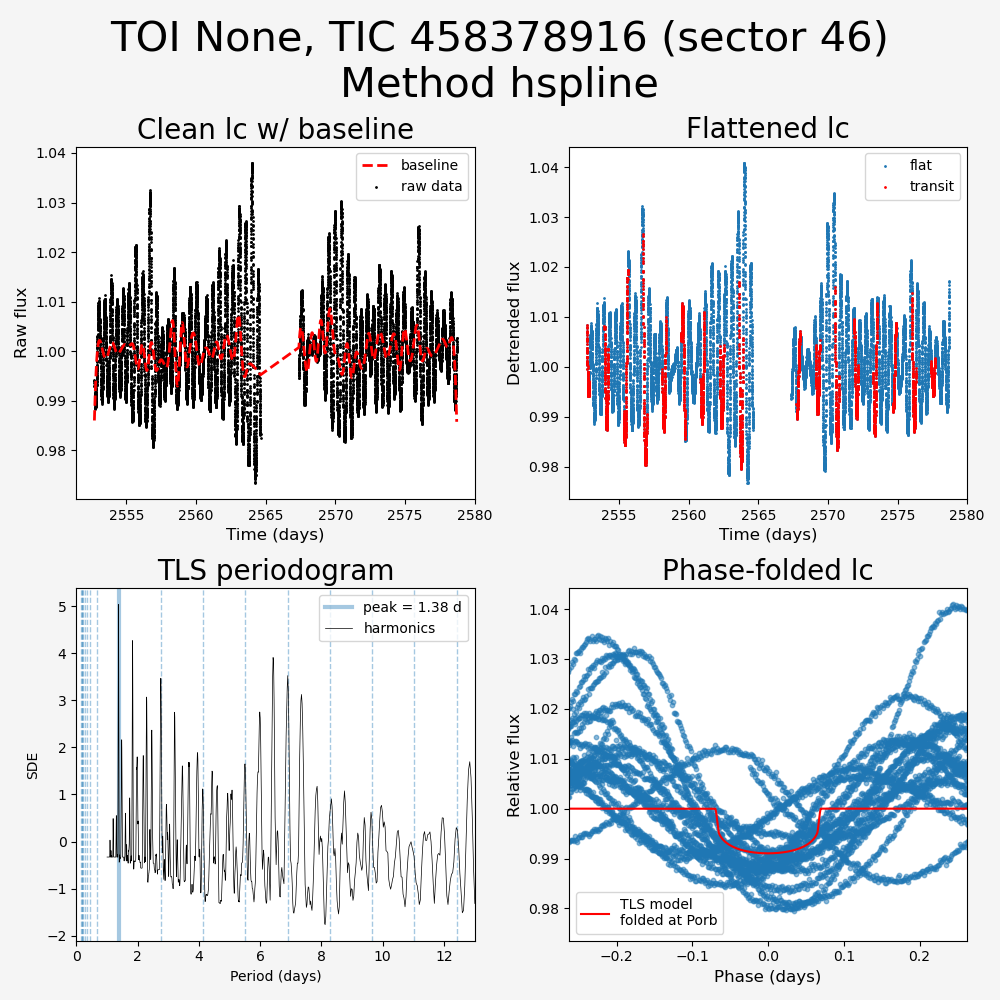 TOI None, TIC 458378916 (sector 46)
Method hspline
Clean lc w/ baseline
Flattened lc
1.04
1.03
1.02
1.01
1.00
0.99
0.98
Raw flux
baseline
raw data
2555
2560
2565
2570
2575
2580
Time (days)
1.04
1.03
1.02
1.01
1.00
0.99
0.98
Detrended flux
flat
transit
2555
2560
2565
2570
2575
2580
Time (days)
TLS periodogram
Phase-folded lc
5
4
3
2
1
0
−1
−2
SDE
peak = 1.38 d
harmonics
0
2
4
6
8
10
12
Period (days)
1.04
1.03
1.02
1.01
1.00
0.99
0.98
Relative flux
TLS model
folded at Porb
−0.2
−0.1
0.0
0.1
0.2
Phase (days)